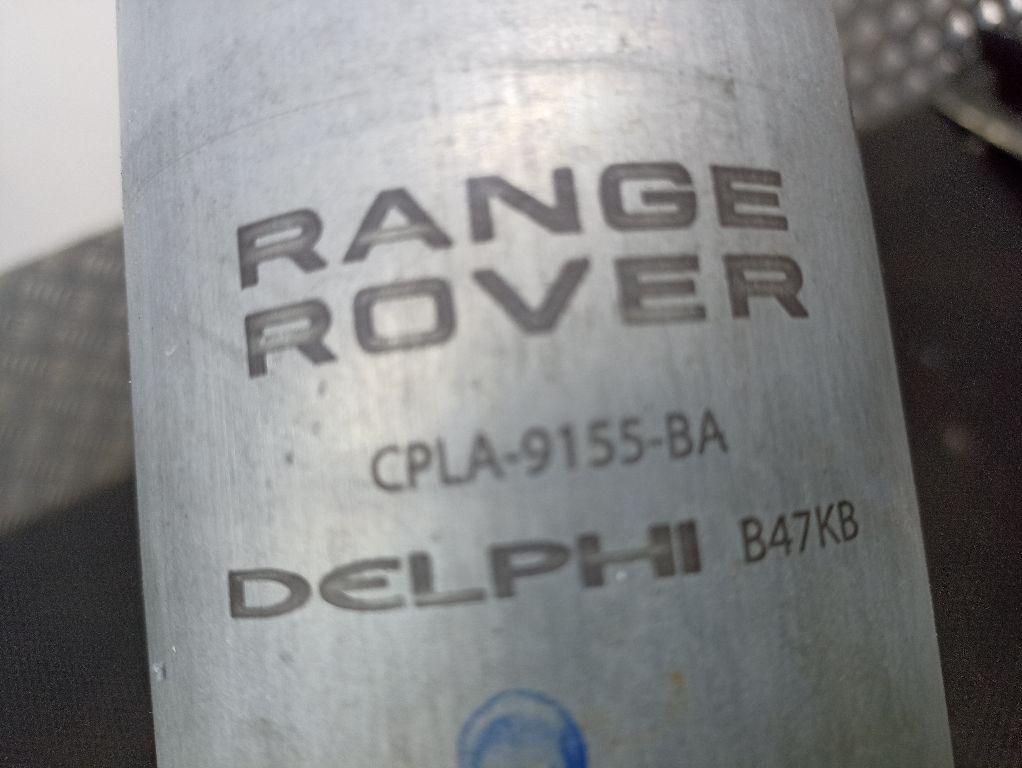 RANGE
ROVER
CPLA-9155-BA
DELPHI B47KB